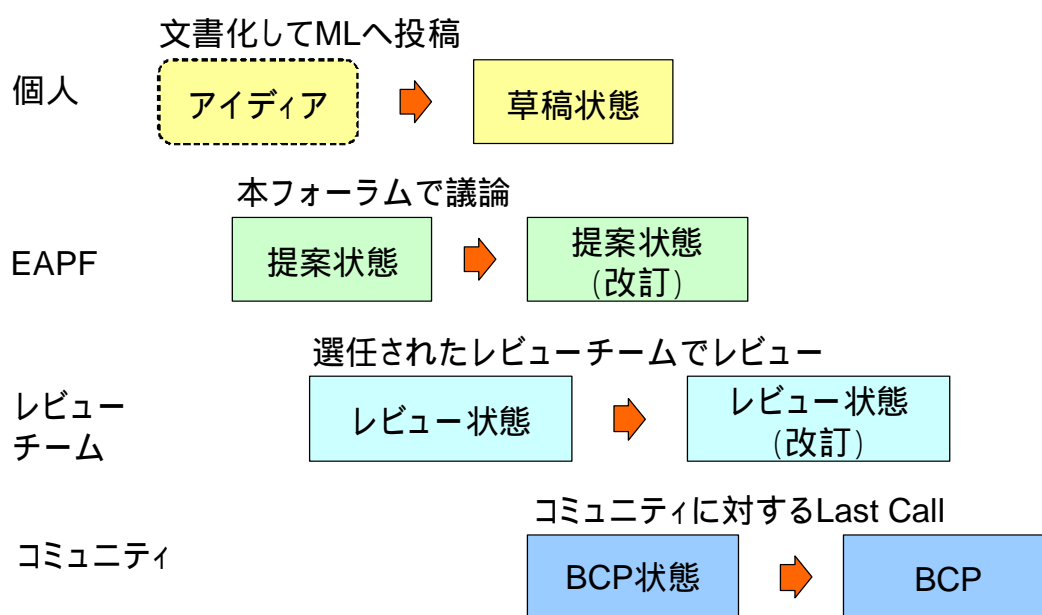 文書化してMLへ投稿
個人
アイディア
草稿状態
本フォーラムで議論
EAPF
提案状態
提案状態
(改訂)
選任されたレビューチームでレビュー
レビュー
チーム
レビュー状態
レビュー状態
(改訂)
コミュニティに対するLast Call
コミュニティ
BCP状態
BCP